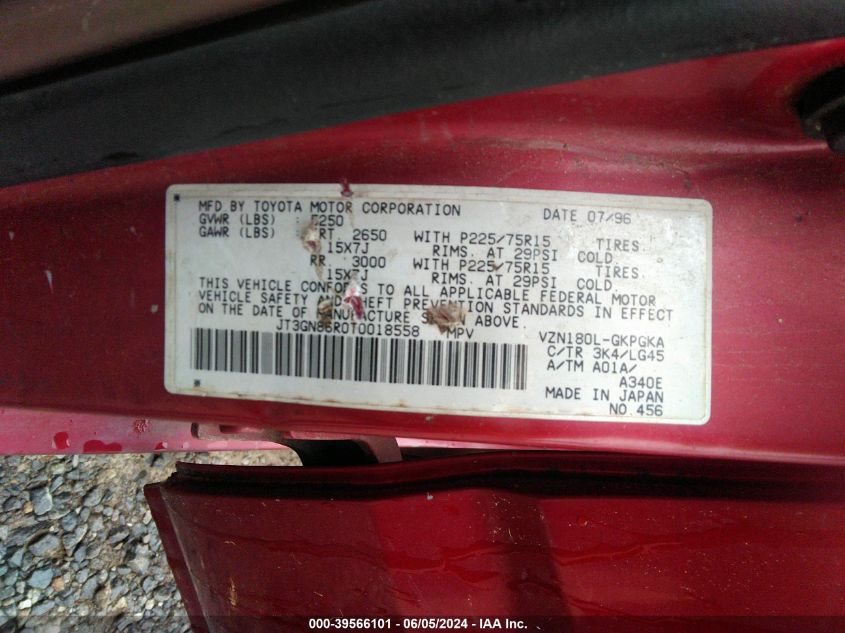 MFD BY TOYOTA MOTOR CORPORATION DATE 07/96
GVWR (LBS) : 5250
GAWR (LBS) : FRT 2650 WITH P225/75R15 TIRES
15X7J RIMS, AT 29PSI COLD
RR 3000 WITH P225/75R15 TIRES
15X7J RIMS, AT 29PSI COLD.
THIS VEHICLE CONFORMS TO ALL APPLICABLE FEDERAL MOTOR
VEHICLE SAFETY AND THEFT PREVENTION STANDARDS IN EFFECT
ON THE DATE OF MANUFACTURE SHOWN ABOVE.
JT3GN86R0T0018558 MPV VZN180L-GKPGKA
C/TR 3K4/LG45
A/TM A01A/
A340E
MADE IN JAPAN
NO.456
000-39566101 - 06/05/2024 - IAA Inc.